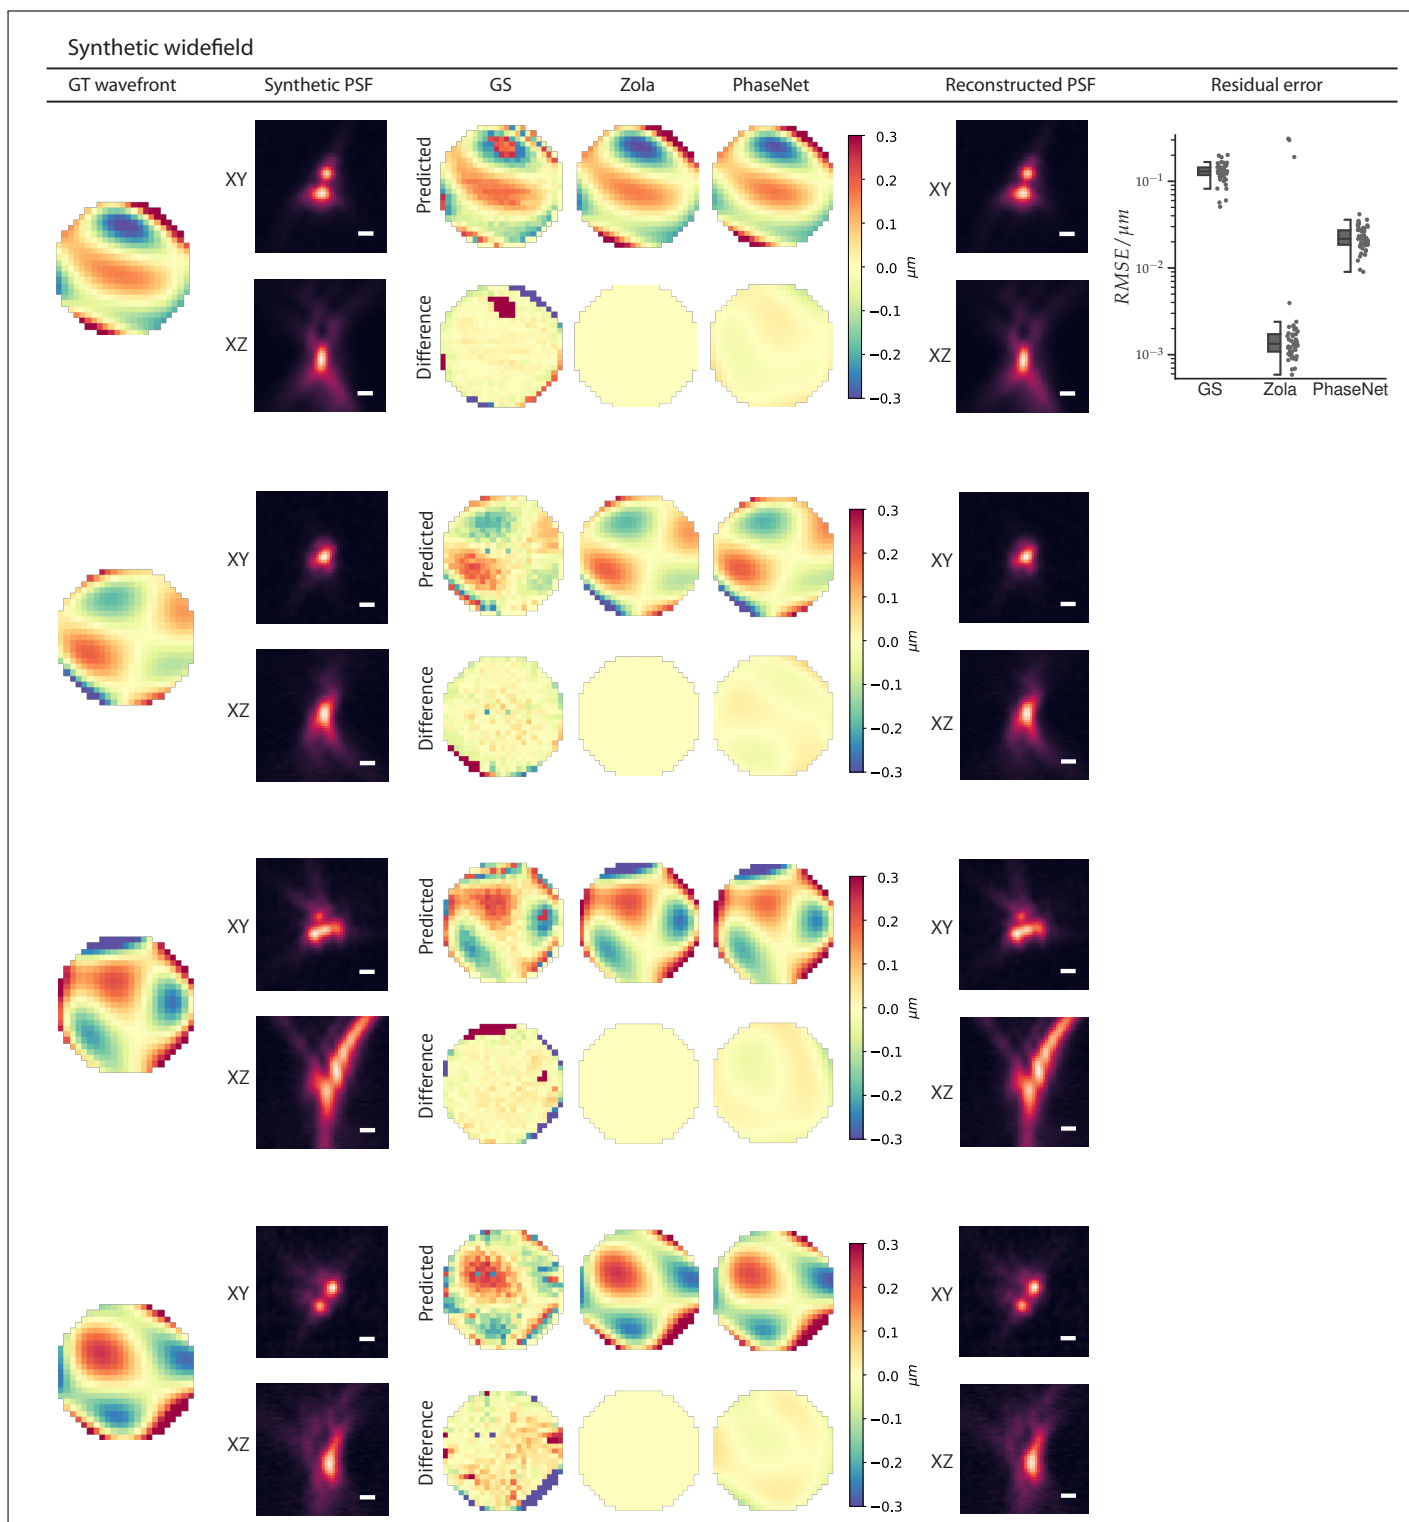 Synthetic widefield
GT wavefront Synthetic PSF GS Zola PhaseNet Reconstructed PSF Residual error
XY Predicted XY
XZ Difference XZ
0.3
0.2
0.1
0.0
−0.1
−0.2
−0.3
μm
RMSE/μm
10⁻¹
10⁻²
10⁻³
GS Zola PhaseNet
XY Predicted XY
XZ Difference XZ
0.3
0.2
0.1
0.0
−0.1
−0.2
−0.3
μm
XY Predicted XY
XZ Difference XZ
0.3
0.2
0.1
0.0
−0.1
−0.2
−0.3
μm
XY Predicted XY
XZ Difference XZ
0.3
0.2
0.1
0.0
−0.1
−0.2
−0.3
μm